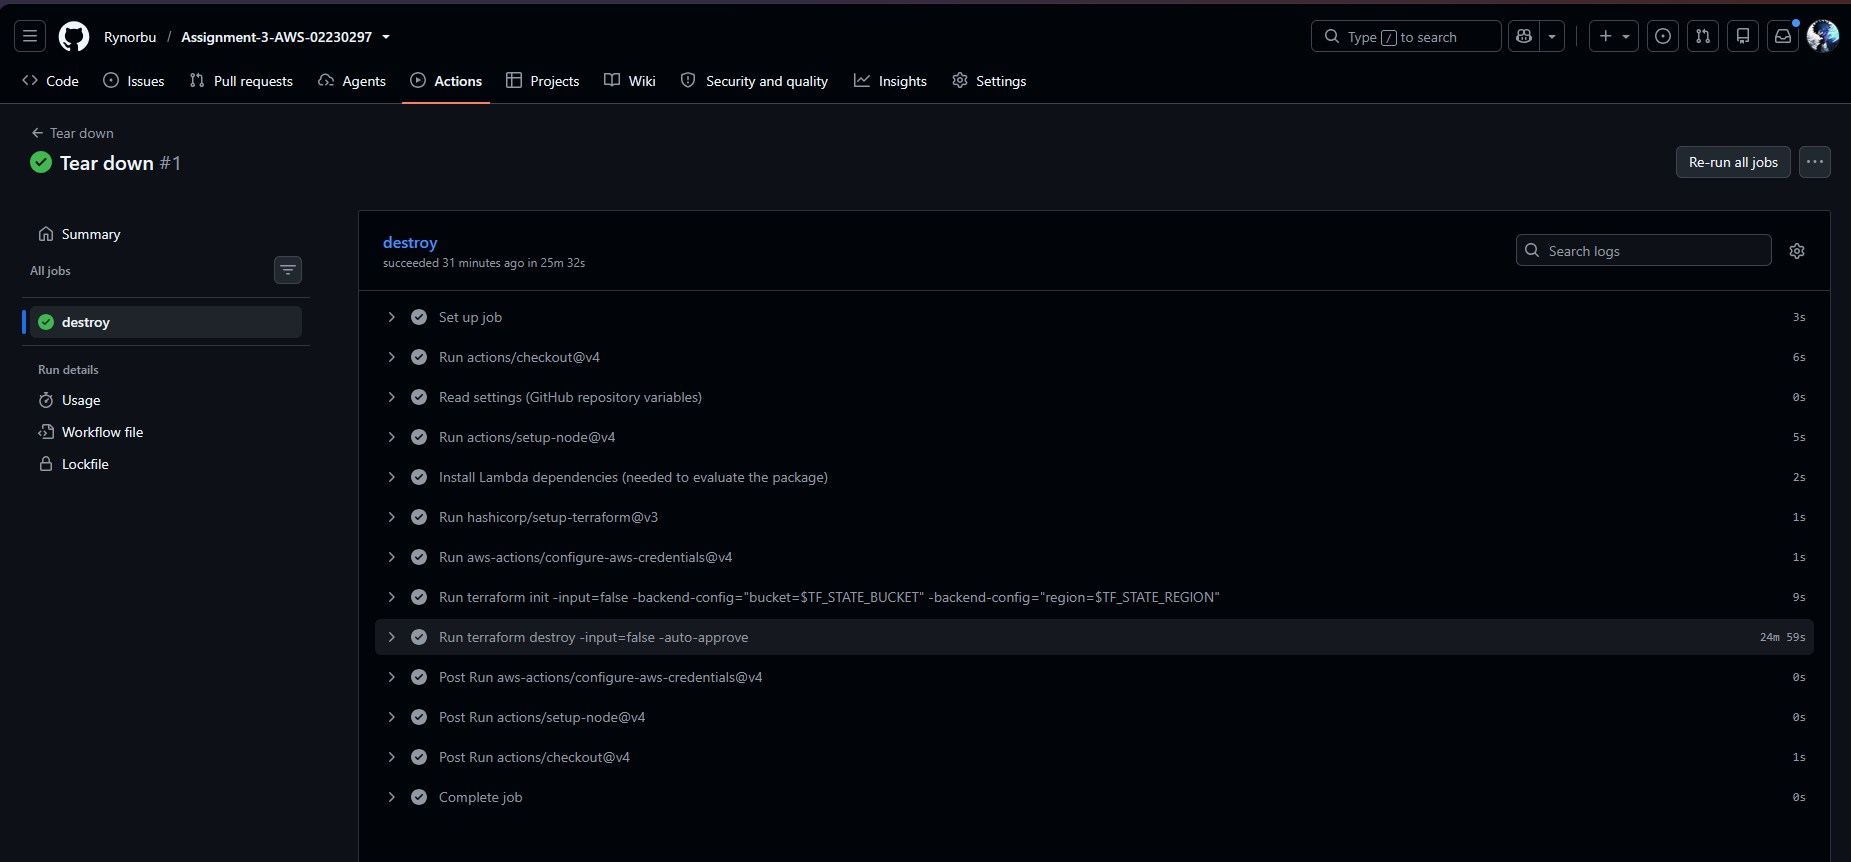 Rynorbu / Assignment-3-AWS-02230297
Type / to search
Code
Issues
Pull requests
Agents
Actions
Projects
Wiki
Security and quality
Insights
Settings
Tear down
Tear down #1
Re-run all jobs
Summary
All jobs
destroy
Run details
Usage
Workflow file
Lockfile
destroy
succeeded 31 minutes ago in 25m 32s
Search logs
Set up job 3s
Run actions/checkout@v4 6s
Read settings (GitHub repository variables) 0s
Run actions/setup-node@v4 5s
Install Lambda dependencies (needed to evaluate the package) 2s
Run hashicorp/setup-terraform@v3 1s
Run aws-actions/configure-aws-credentials@v4 1s
Run terraform init -input=false -backend-config="bucket=$TF_STATE_BUCKET" -backend-config="region=$TF_STATE_REGION" 9s
Run terraform destroy -input=false -auto-approve 24m 59s
Post Run aws-actions/configure-aws-credentials@v4 0s
Post Run actions/setup-node@v4 0s
Post Run actions/checkout@v4 1s
Complete job 0s